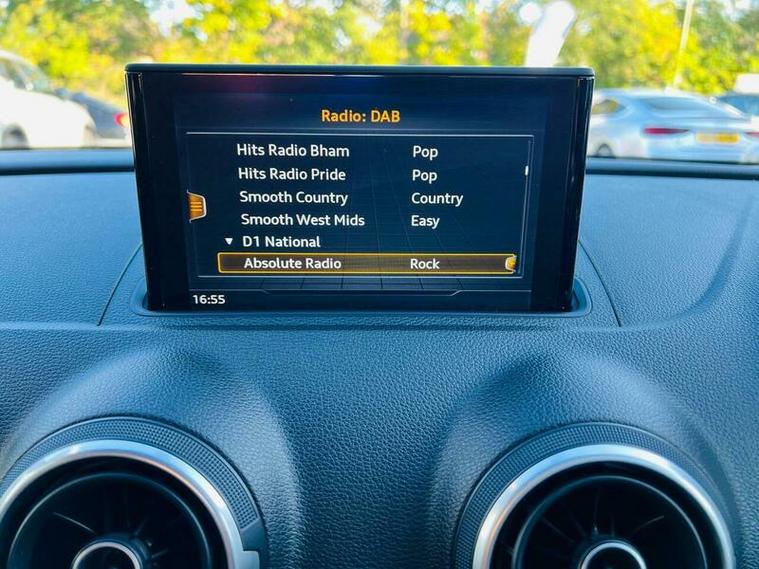 Radio: DAB
Hits Radio Bham Pop
Hits Radio Pride Pop
Smooth Country Country
Smooth West Mids Easy
D1 National
Absolute Radio Rock
16:55